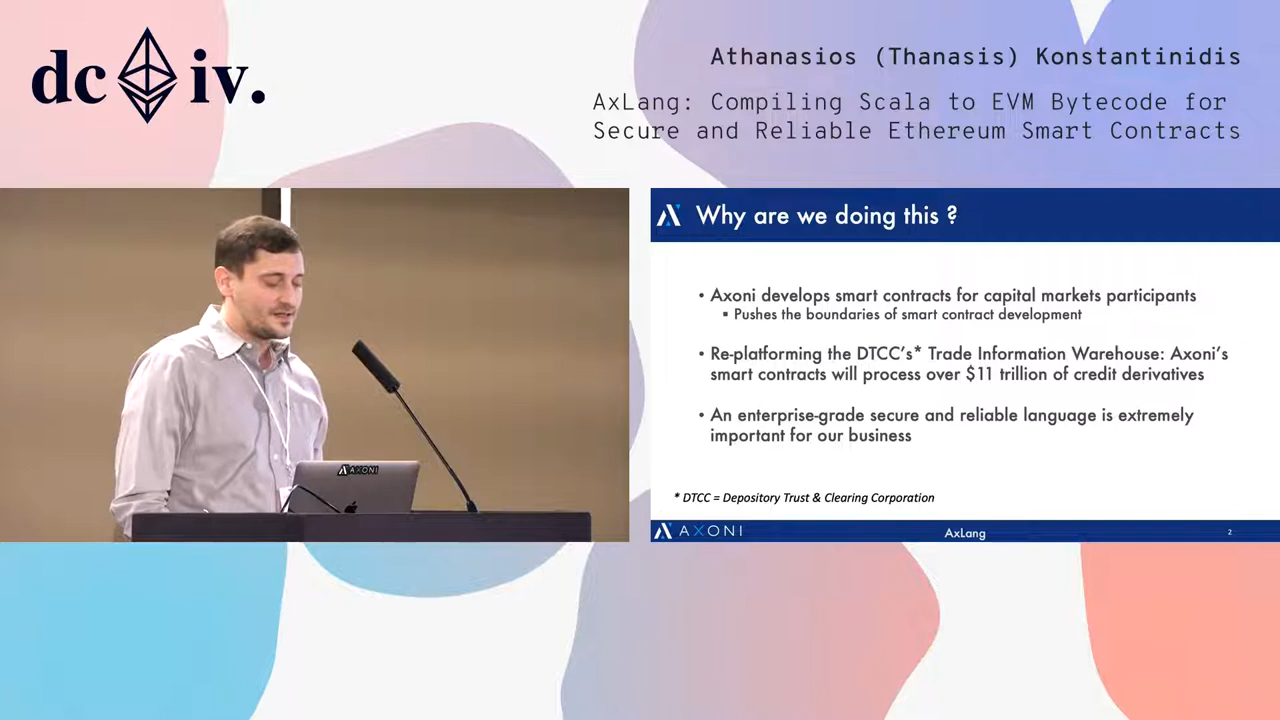 dc iv.
Athanasios (Thanasis) Konstantinidis
AxLang: Compiling Scala to EVM Bytecode for
Secure and Reliable Ethereum Smart Contracts
AXONI
Why are we doing this ?
• Axoni develops smart contracts for capital markets participants
▪ Pushes the boundaries of smart contract development
• Re-platforming the DTCC's* Trade Information Warehouse: Axoni's
smart contracts will process over $11 trillion of credit derivatives
• An enterprise-grade secure and reliable language is extremely
important for our business
* DTCC = Depository Trust & Clearing Corporation
AXONI AxLang 2